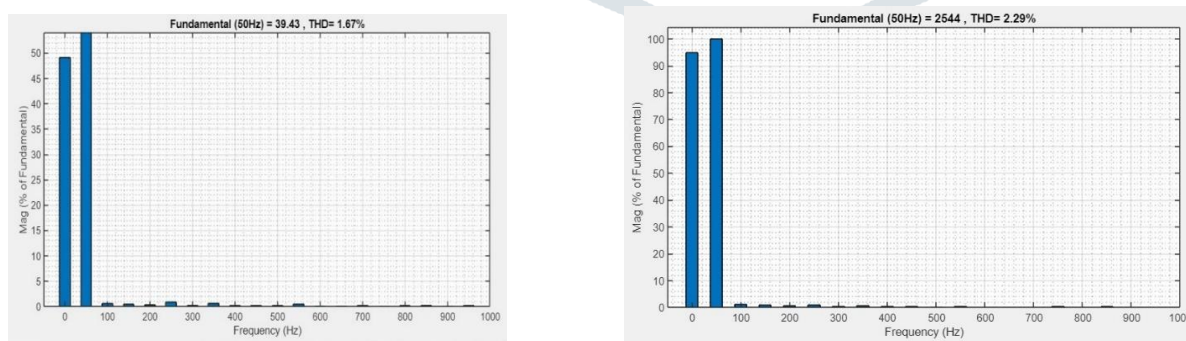 Fundamental (50Hz) = 39.43 , THD= 1.67%
50
45
40
35
30
25
20
15
10
5
0
Mag (% of Fundamental)
0 100 200 300 400 500 600 700 800 900 1000
Frequency (Hz)
Fundamental (50Hz) = 2544 , THD= 2.29%
100
90
80
70
60
50
40
30
20
10
0
Mag (% of Fundamental)
0 100 200 300 400 500 600 700 800 900 100
Frequency (Hz)